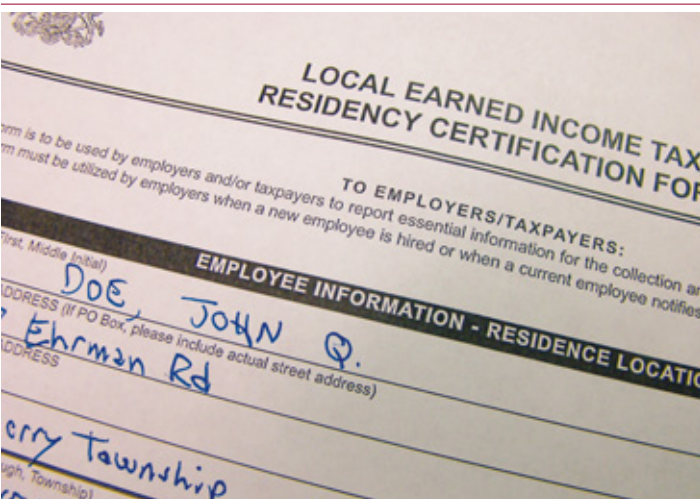 LOCAL EARNED INCOME TAX
RESIDENCY CERTIFICATION FOR
TO EMPLOYERS/TAXPAYERS:
orm is to be used by employers and/or taxpayers to report essential information for the collection an
rm must be utilized by employers when a new employee is hired or when a current employee notifies
EMPLOYEE INFORMATION - RESIDENCE LOCATIO
First, Middle Initial)
DOE, JOHN Q.
ADDRESS (If PO Box, please include actual street address)
Ehrman Rd
ADDRESS
erry Township
ugh, Township)